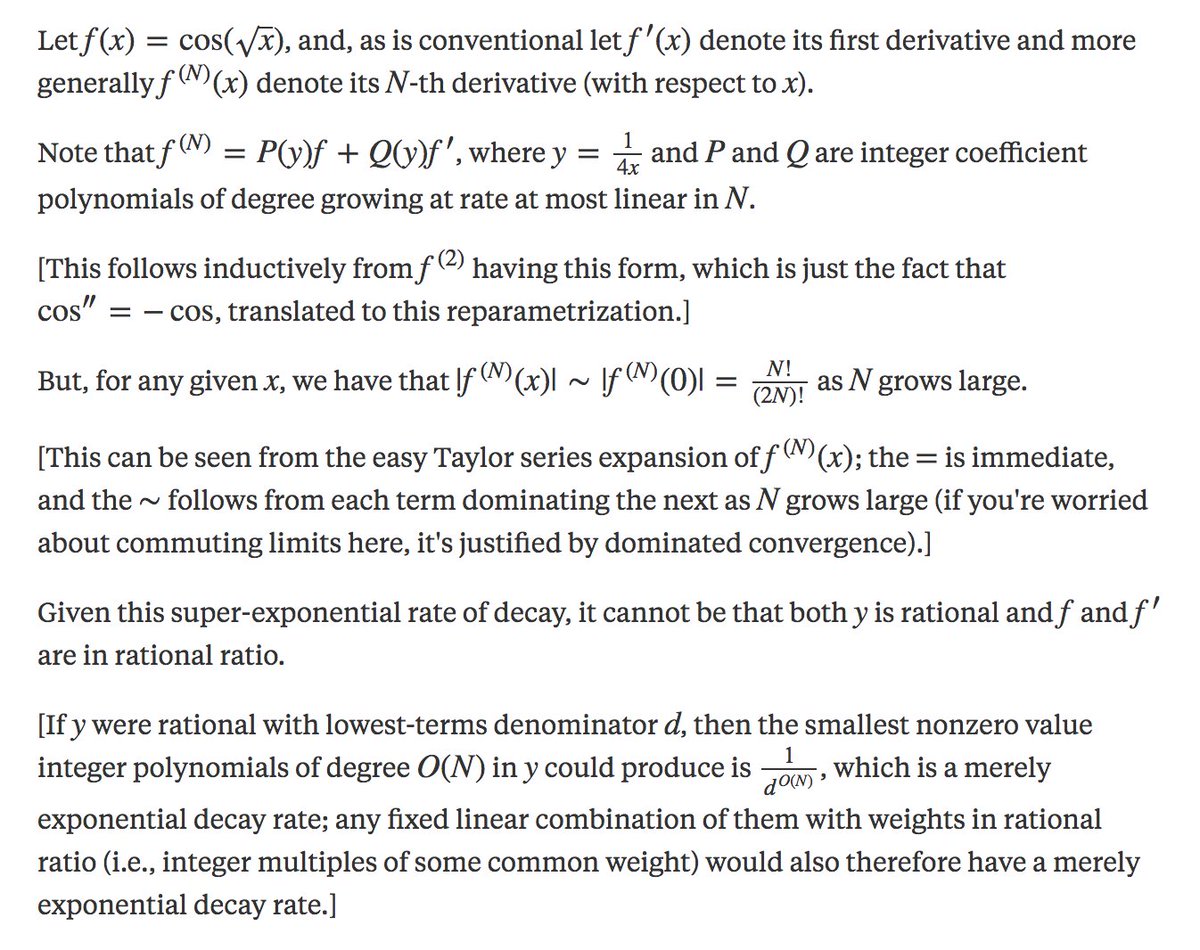 Let f(x) = cos(√x), and, as is conventional let f′(x) denote its first derivative and more
generally f^(N)(x) denote its N-th derivative (with respect to x).
Note that f^(N) = P(y)f + Q(y)f′, where y = 1/(4x) and P and Q are integer coefficient
polynomials of degree growing at rate at most linear in N.
[This follows inductively from f^(2) having this form, which is just the fact that
cos″ = − cos, translated to this reparametrization.]
But, for any given x, we have that |f^(N)(x)| ~ |f^(N)(0)| = N!/(2N)! as N grows large.
[This can be seen from the easy Taylor series expansion of f^(N)(x); the = is immediate,
and the ~ follows from each term dominating the next as N grows large (if you're worried
about commuting limits here, it's justified by dominated convergence).]
Given this super-exponential rate of decay, it cannot be that both y is rational and f and f′
are in rational ratio.
[If y were rational with lowest-terms denominator d, then the smallest nonzero value
integer polynomials of degree O(N) in y could produce is 1/d^O(N), which is a merely
exponential decay rate; any fixed linear combination of them with weights in rational
ratio (i.e., integer multiples of some common weight) would also therefore have a merely
exponential decay rate.]